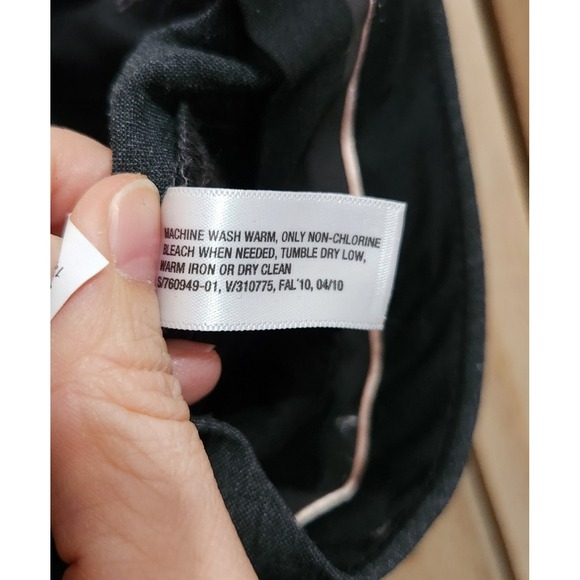 MACHINE WASH WARM, ONLY NON-CHLORINE
BLEACH WHEN NEEDED, TUMBLE DRY LOW,
WARM IRON OR DRY CLEAN
S/760949-01, V/310775, FAL'10, 04/10